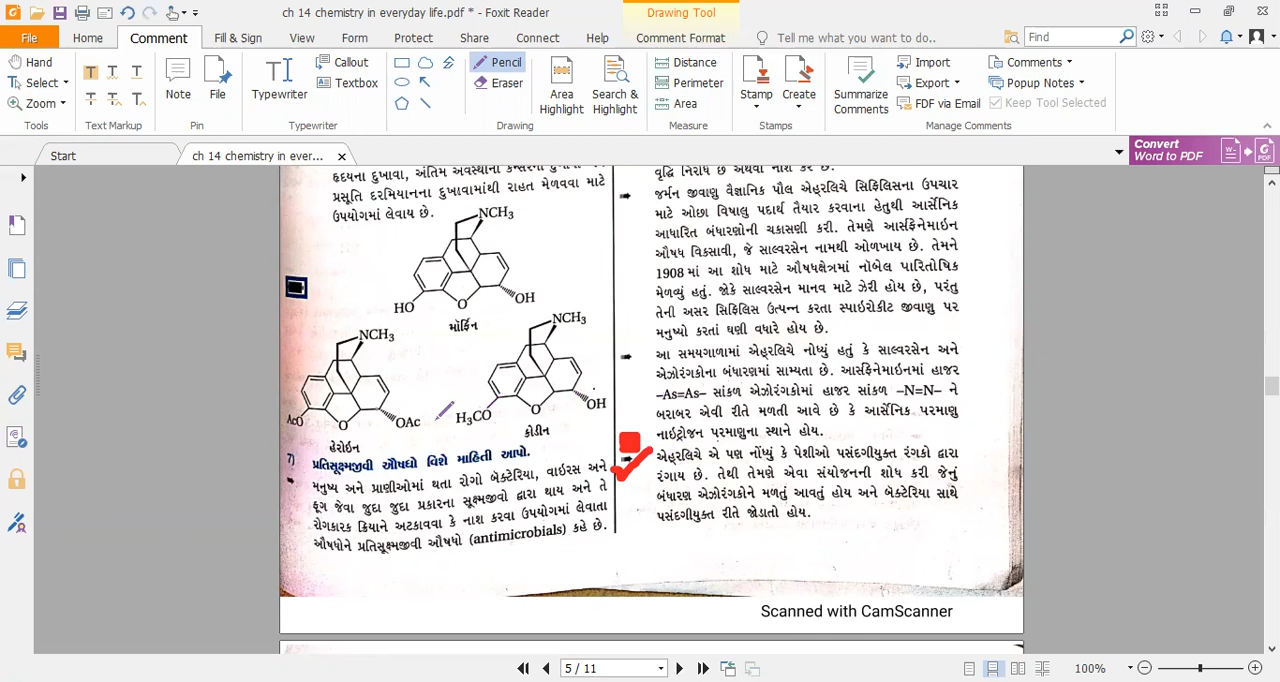 ch 14 chemistry in everyday life.pdf * - Foxit Reader
Drawing Tool
File Home Comment Fill & Sign View Form Protect Share Connect Help Comment Format Tell me what you want to do.. Find
Hand
Select
Zoom
Tools
Text Markup
Note
File
Pin
Typewriter
Callout
Textbox
Typewriter
Pencil
Eraser
Drawing
Area Highlight
Search & Highlight
Distance
Perimeter
Area
Measure
Stamp
Create
Stamps
Summarize Comments
Import
Export
FDF via Email
Comments
Popup Notes
Keep Tool Selected
Manage Comments
Start
ch 14 chemistry in ever...
Convert
Word to PDF
PDF
હૃદયના દુખાવા, અંતિમ અવસ્થાના કેન્સરના
પ્રસૂતિ દરમિયાનના દુખાવામાંથી રાહત મેળવવા માટે
ઉપયોગમાં લેવાય છે.
NCH3
HO
O
OH
મૉર્ફિન
NCH3
AcO
O
OAc
હેરોઇન
NCH3
H3CO
O
OH
કોડીન
7) પ્રતિસૂક્ષ્મજીવી ઔષધો વિશે માહિતી આપો.
મનુષ્ય અને પ્રાણીઓમાં થતા રોગો બૅક્ટેરિયા, વાઇરસ અને
ફૂગ જેવા જુદા જુદા પ્રકારના સૂક્ષ્મજીવો દ્વારા થાય અને તે
રોગકારક ક્રિયાને અટકાવવા કે નાશ કરવા ઉપયોગમાં લેવાતા
ઔષધોને પ્રતિસૂક્ષ્મજીવી ઔષધો (antimicrobials) કહે છે.
વૃદ્ધિ નિરોધ છે અથવા નાશ કરે છે.
જર્મન જીવાણુ વૈજ્ઞાનિક પૌલ એહરલિચે સિફિલિસના ઉપચાર
માટે ઓછા વિષાલુ પદાર્થ તૈયાર કરવાના હેતુથી આર્સેનિક
આધારિત બંધારણોની ચકાસણી કરી. તેમણે આર્સફિનેમાઇન
ઔષધ વિકસાવી, જે સાલ્વરસેન નામથી ઓળખાય છે. તેમને
1908 માં આ શોધ માટે ઔષધક્ષેત્રમાં નોબેલ પારિતોષિક
મેળવ્યું હતું. જોકે સાલ્વરસેન માનવ માટે ઝેરી હોય છે, પરંતુ
તેની અસર સિફિલિસ ઉત્પન્ન કરતા સ્પાઇરોકીટ જીવાણુ પર
મનુષ્યો કરતાં ઘણી વધારે હોય છે.
આ સમયગાળામાં એહરલિચે નોધ્યું હતું કે સાલ્વરસેન અને
એઝોરંગકોના બંધારણમાં સામ્યતા છે. આર્સફિનેમાઇનમાં હાજર
–As=As– સાંકળ એઝોરંગકોમાં હાજર સાંકળ –N=N– ને
બરાબર એવી રીતે મળતી આવે છે કે આર્સેનિક પરમાણુ
નાઇટ્રોજન પરમાણુના સ્થાને હોય.
એહરલિચે એ પણ નોંધ્યું કે પેશીઓ પસંદગીયુક્ત રંગકો દ્વારા
રંગાય છે. તેથી તેમણે એવા સંયોજનની શોધ કરી જેનું
બંધારણ એઝોરંગકોને મળતું આવતું હોય અને બેક્ટેરિયા સાથે
પસંદગીયુક્ત રીતે જોડાતો હોય.
Scanned with CamScanner
5 / 11
100%